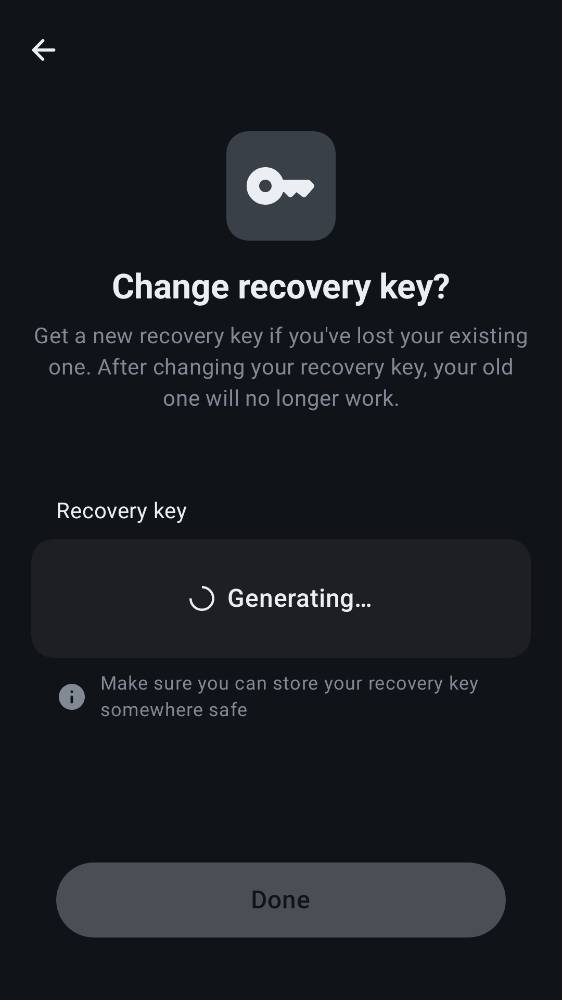 Change recovery key?
Get a new recovery key if you've lost your existing
one. After changing your recovery key, your old
one will no longer work.
Recovery key
Generating…
Make sure you can store your recovery key
somewhere safe
Done